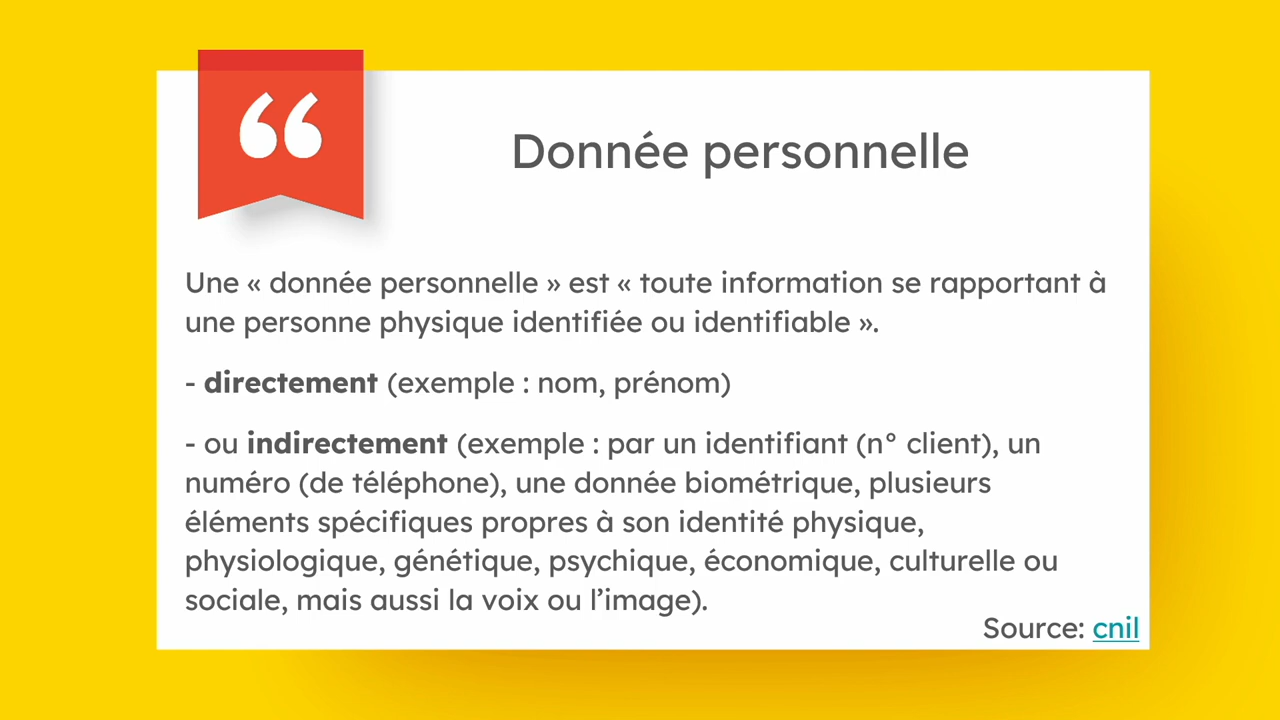 “
Donnée personnelle
Une « donnée personnelle » est « toute information se rapportant à
une personne physique identifiée ou identifiable ».
- directement (exemple : nom, prénom)
- ou indirectement (exemple : par un identifiant (n° client), un
numéro (de téléphone), une donnée biométrique, plusieurs
éléments spécifiques propres à son identité physique,
physiologique, génétique, psychique, économique, culturelle ou
sociale, mais aussi la voix ou l’image).
Source: cnil